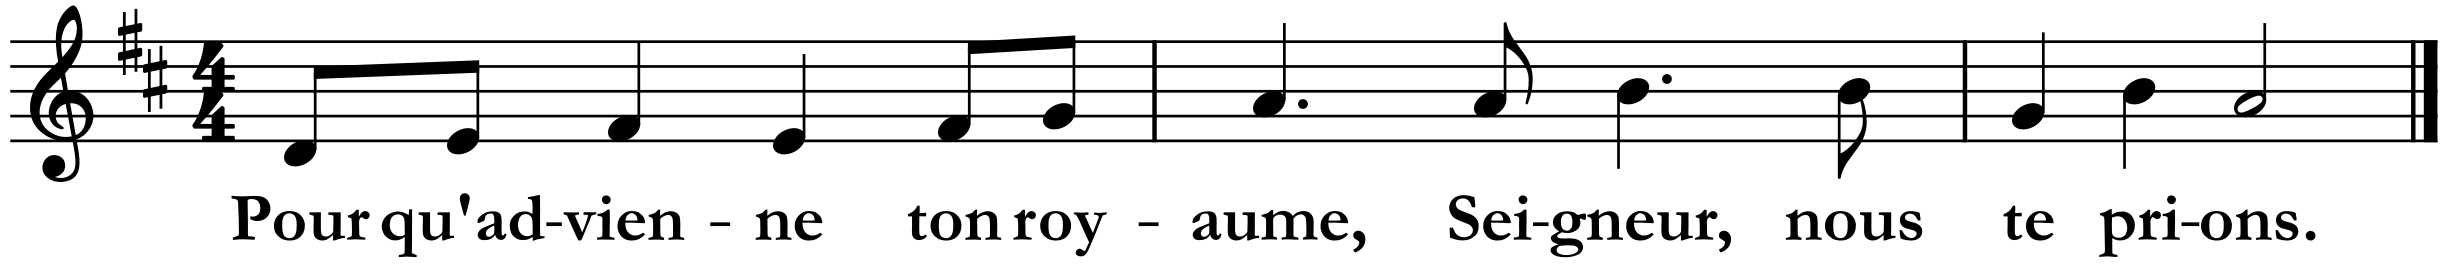 Pour qu'ad-vien - ne ton roy - aume, Sei-gneur, nous te pri-ons.